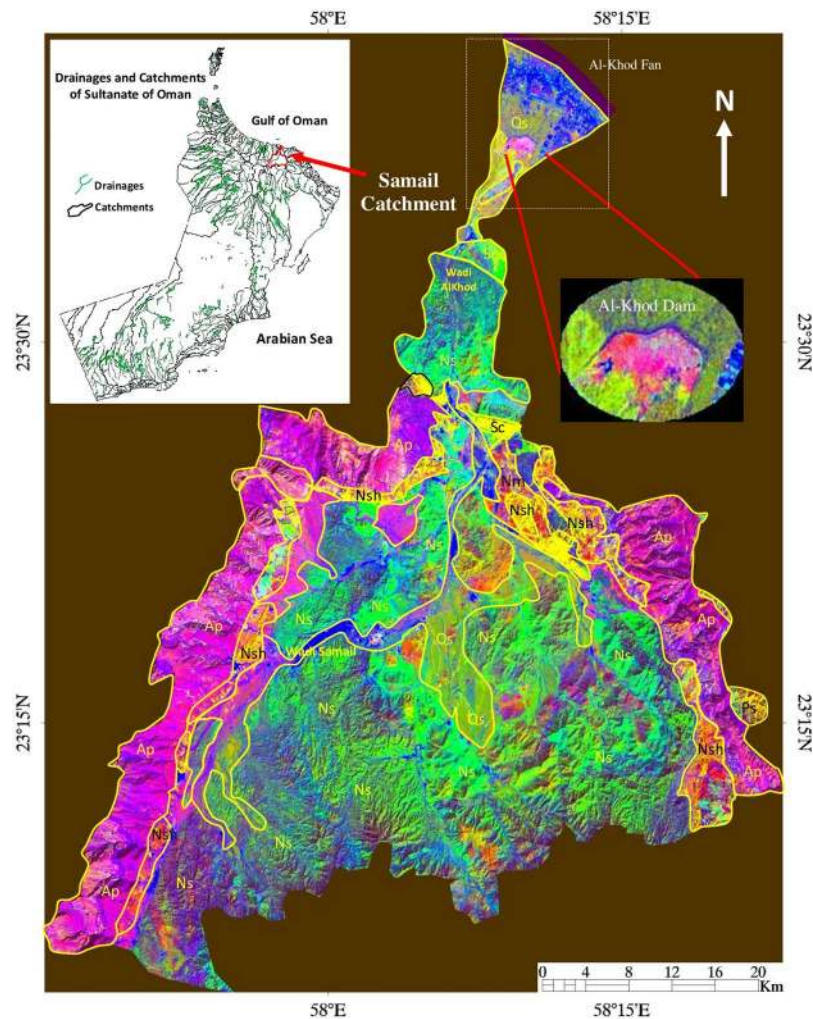 58°E
58°15'E
Drainages and Catchments
of Sultanate of Oman
Gulf of Oman
Drainages
Catchments
Arabian Sea
Samail
Catchment
Al-Khod Fan
N
Qs
Al-Khod Dam
Wadi
AlKhod
23°30'N
23°30'N
Ns
Sc
Ap
Nm
Nsh
Nsh
Nsh
Ap
Ns
Ns
Ns
Ap
Qs
Ns
Nsh
Wadi Samail
Ns
Ns
Qs
Ps
23°15'N
23°15'N
Ap
Ns
Nsh
Ap
Ns
Ns
Nsh
Ns
Ap
Ns
0 4 8 12 16 20
Km
58°E
58°15'E